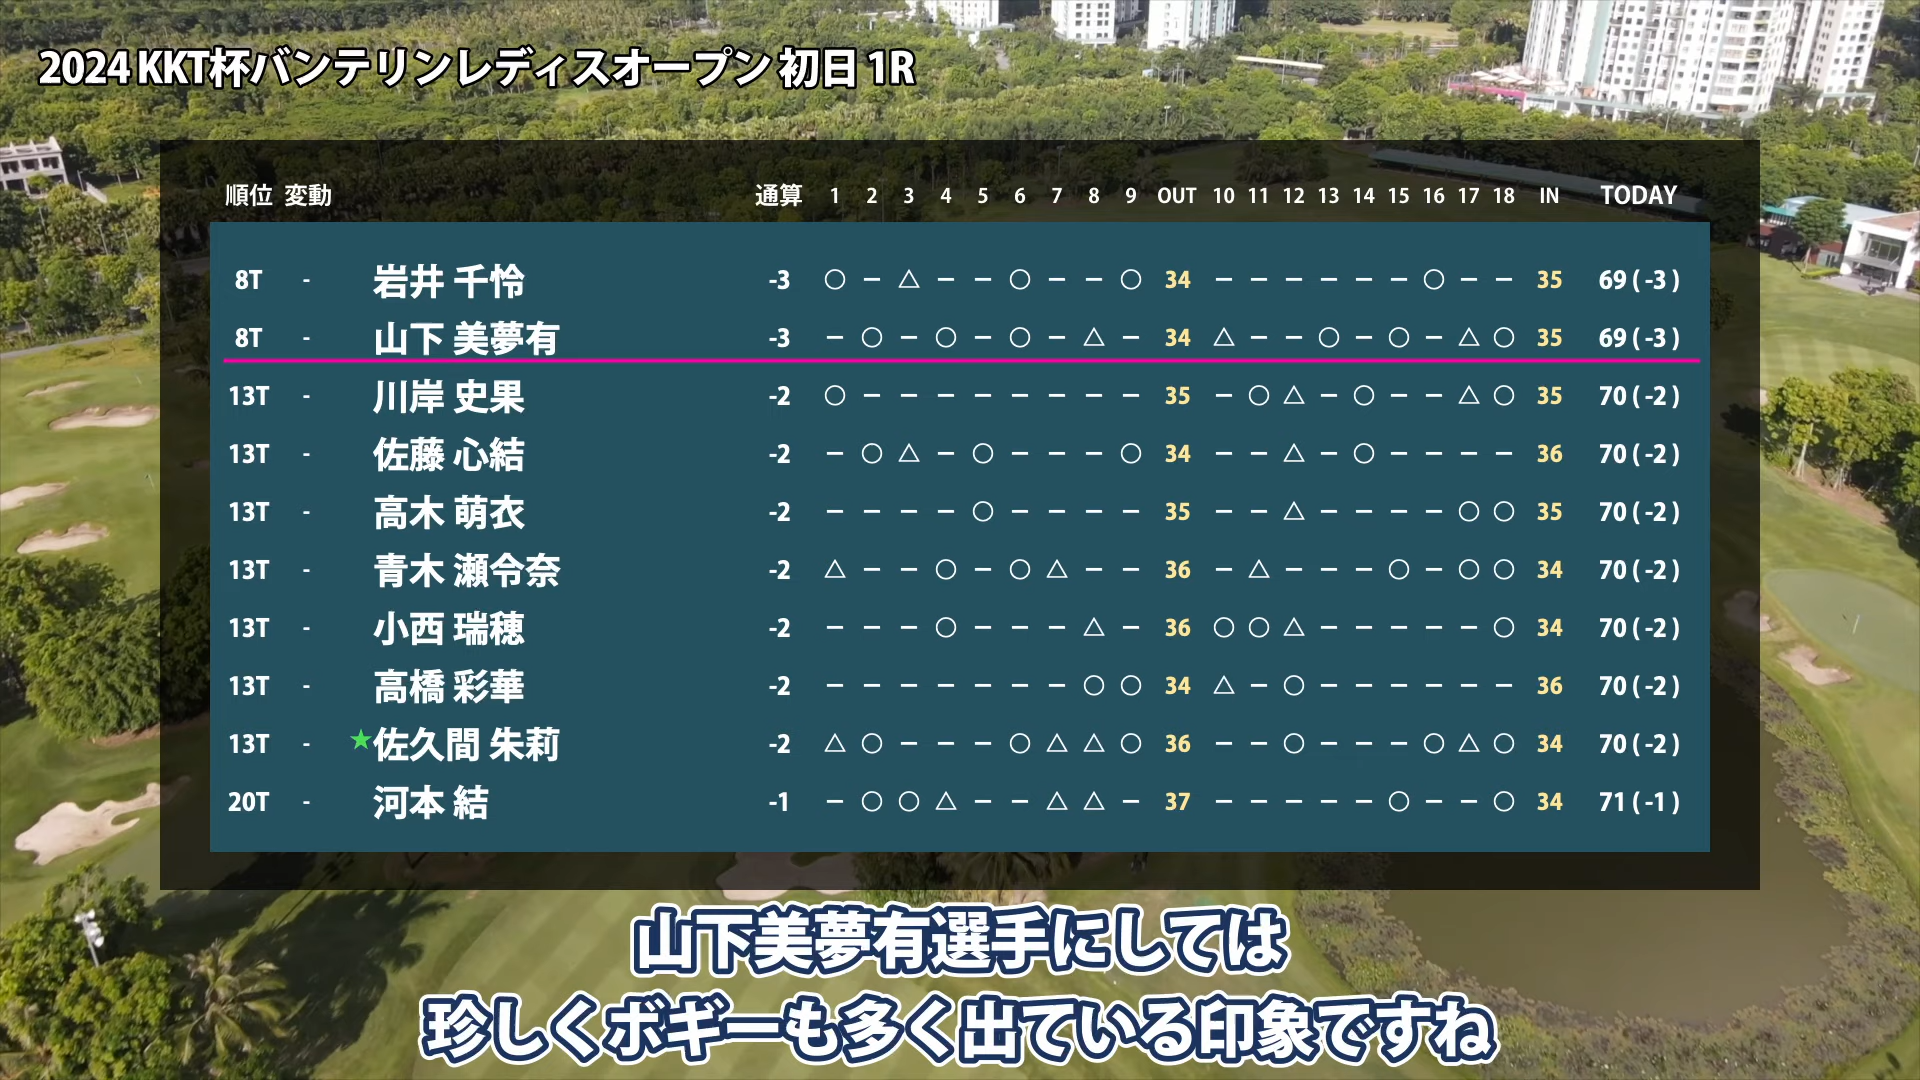 2024 KKT杯バンテリンレディスオープン 初日 1R
順位 変動 通算 1 2 3 4 5 6 7 8 9 OUT 10 11 12 13 14 15 16 17 18 IN TODAY
8T - 岩井 千怜 -3 ○ − △ − − ○ − − ○ 34 − − − − − − ○ − − 35 69 ( -3 )
8T - 山下 美夢有 -3 − ○ − ○ − ○ − △ − 34 △ − − ○ − ○ − △ ○ 35 69 ( -3 )
13T - 川岸 史果 -2 ○ − − − − − − − − 35 − ○ △ − ○ − − △ ○ 35 70 ( -2 )
13T - 佐藤 心結 -2 − ○ △ − ○ − − − ○ 34 − − △ − ○ − − − − 36 70 ( -2 )
13T - 高木 萌衣 -2 − − − − ○ − − − − 35 − − △ − − − − ○ ○ 35 70 ( -2 )
13T - 青木 瀬令奈 -2 △ − − ○ − ○ △ − − 36 − △ − − − ○ − ○ ○ 34 70 ( -2 )
13T - 小西 瑞穂 -2 − − − ○ − − − △ − 36 ○ ○ △ − − − − − ○ 34 70 ( -2 )
13T - 高橋 彩華 -2 − − − − − − − ○ ○ 34 △ − ○ − − − − − − 36 70 ( -2 )
13T - ★佐久間 朱莉 -2 △ ○ − − − ○ △ △ ○ 36 − − ○ − − − ○ △ ○ 34 70 ( -2 )
20T - 河本 結 -1 − ○ ○ △ − − △ △ − 37 − − − − − ○ − − ○ 34 71 ( -1 )
山下美夢有選手にしては
珍しくボギーも多く出ている印象ですね